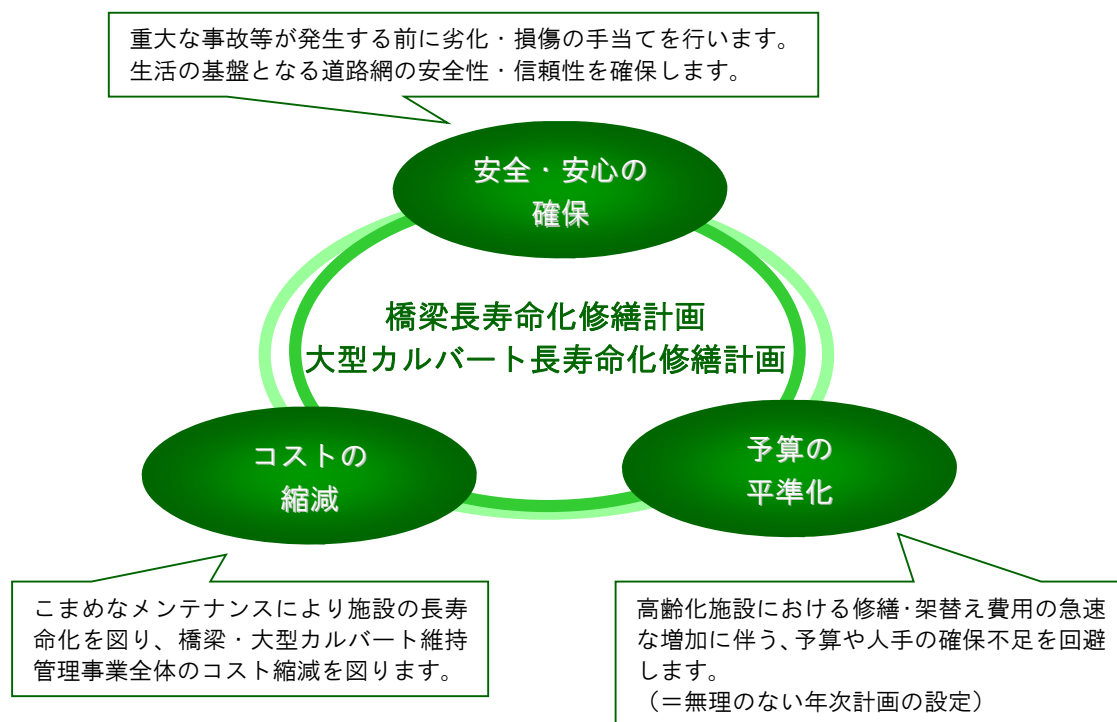 重大な事故等が発生する前に劣化・損傷の手当てを行います。
生活の基盤となる道路網の安全性・信頼性を確保します。
安全・安心の
確保
橋梁長寿命化修繕計画
大型カルバート長寿命化修繕計画
コストの
縮減
予算の
平準化
こまめなメンテナンスにより施設の長寿
命化を図り、橋梁・大型カルバート維持
管理事業全体のコスト縮減を図ります。
高齢化施設における修繕・架替え費用の急速
な増加に伴う、予算や人手の確保不足を回避
します。
（＝無理のない年次計画の設定）